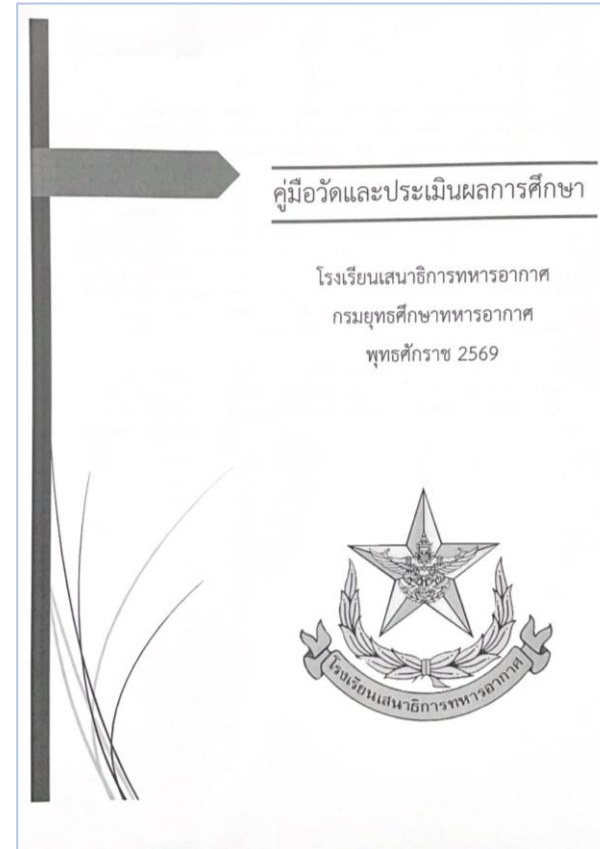 คู่มือวัดและประเมินผลการศึกษา
โรงเรียนเสนาธิการทหารอากาศ
กรมยุทธศึกษาทหารอากาศ
พุทธศักราช 2569
โรงเรียนเสนาธิการทหารอากาศ